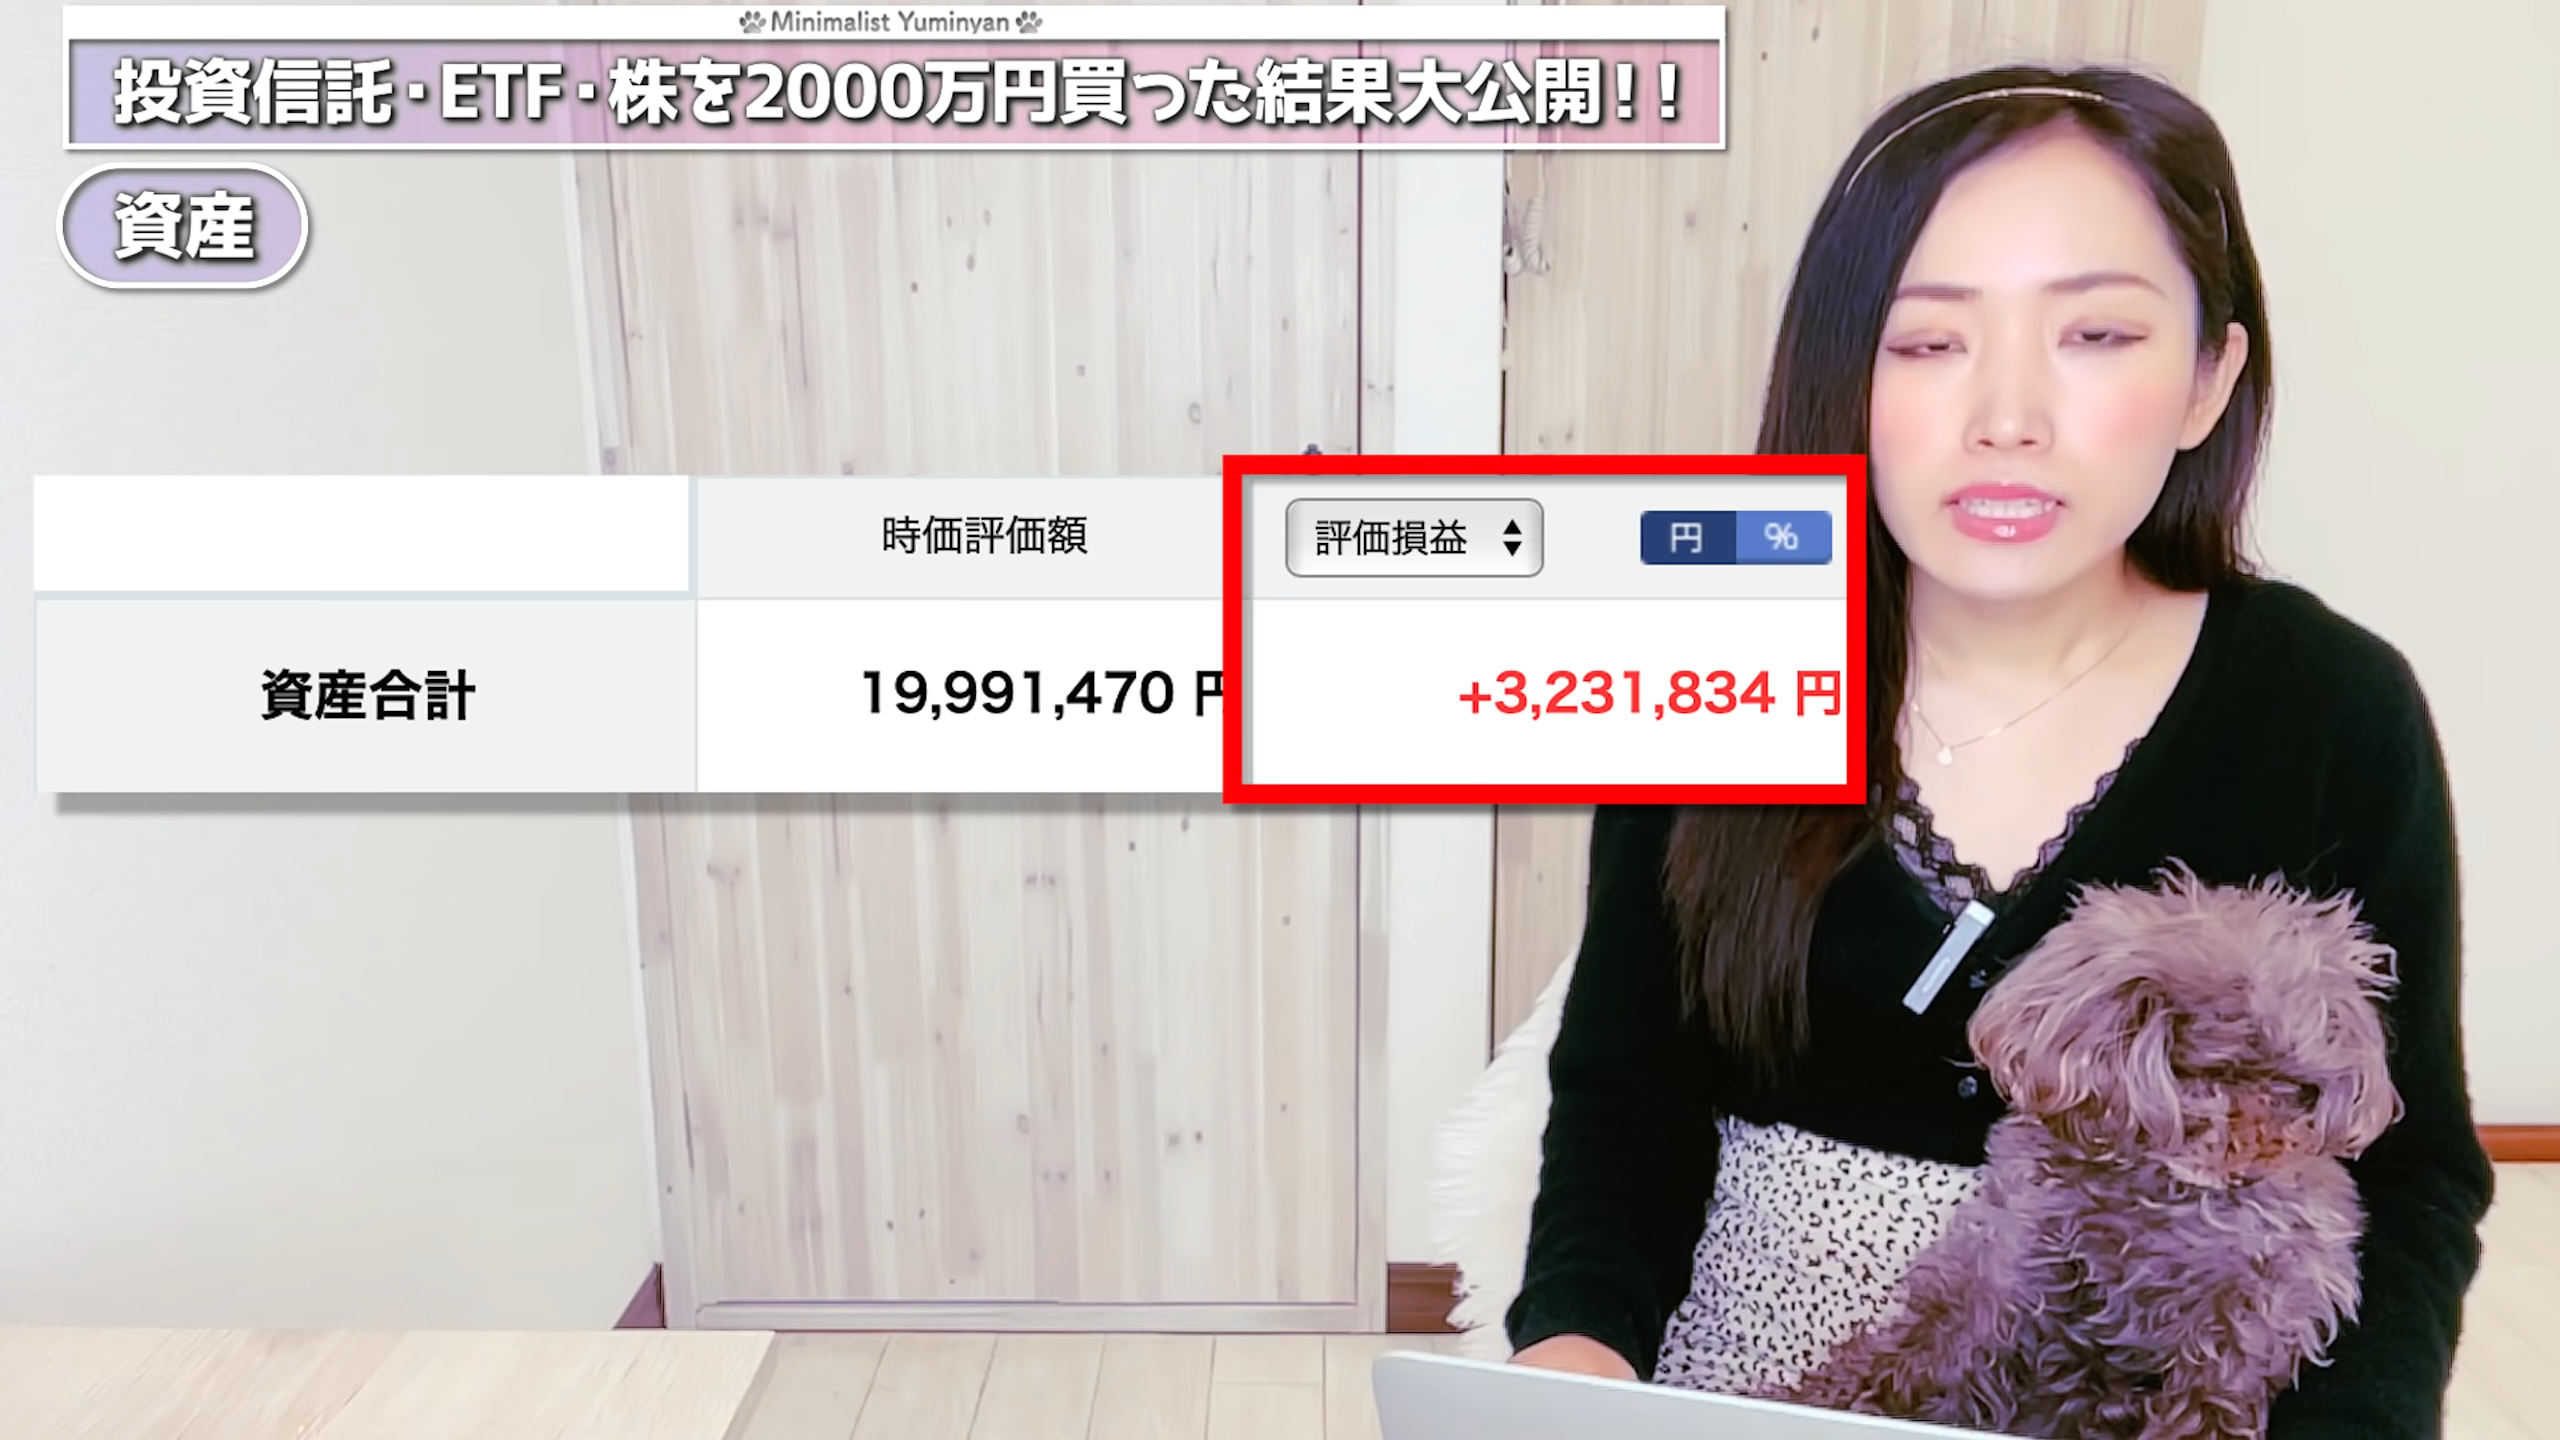 Minimalist Yuminyan
投資信託・ETF・株を2000万円買った結果大公開！！
資産
時価評価額
評価損益
円 %
資産合計
19,991,470 円
+3,231,834 円